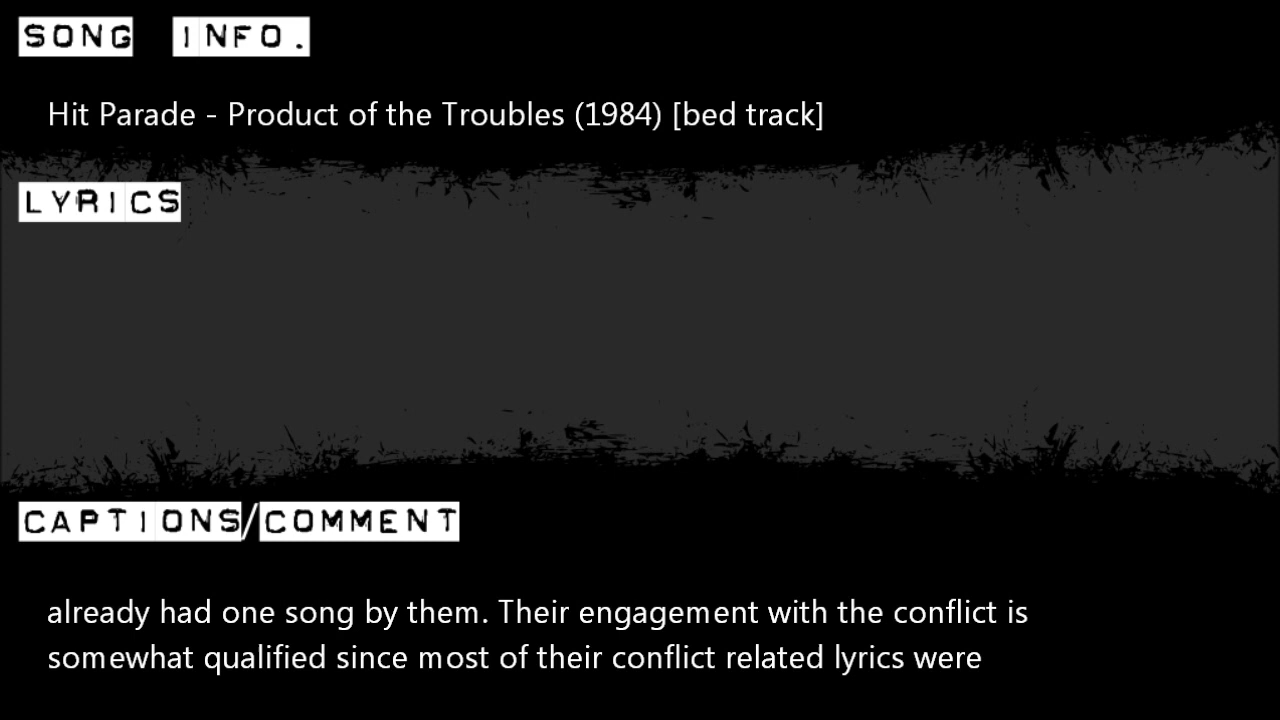 SONG INFO.
Hit Parade - Product of the Troubles (1984) [bed track]
LYRICS
CAPTIONS/COMMENT
already had one song by them. Their engagement with the conflict is
somewhat qualified since most of their conflict related lyrics were